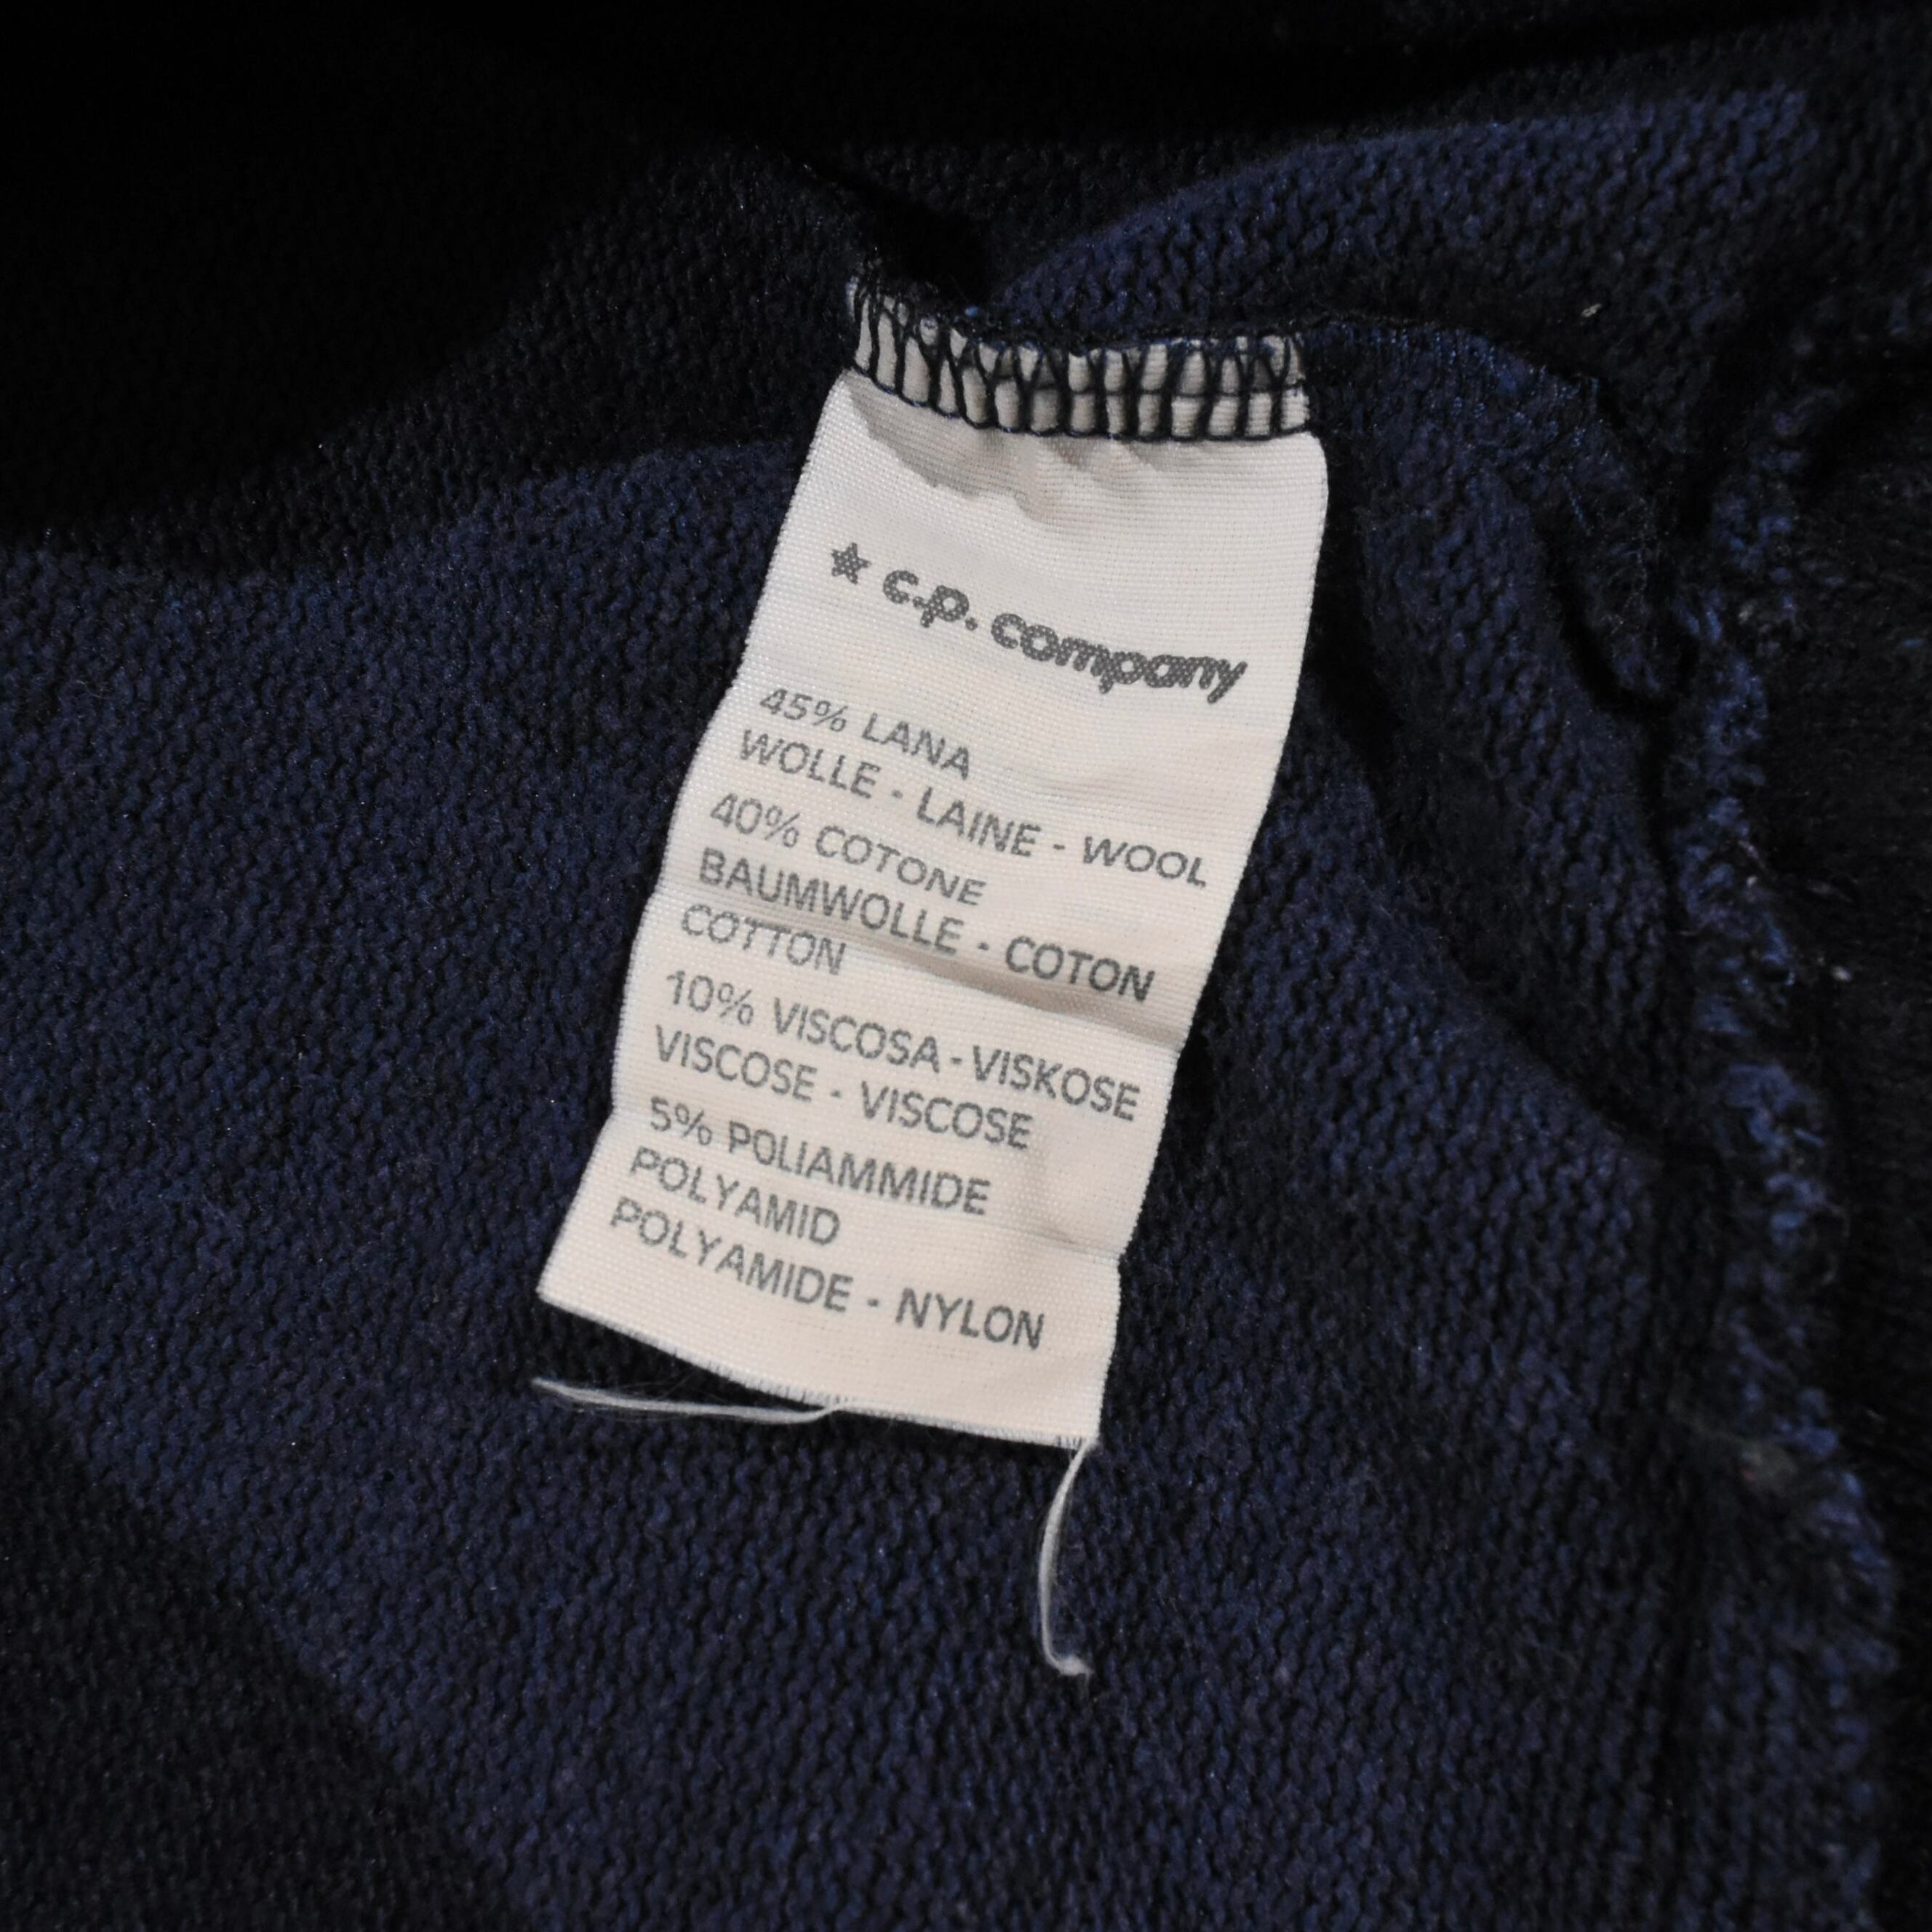 ★ c.p. company
45% LANA
WOLLE - LAINE - WOOL
40% COTONE
BAUMWOLLE - COTON
COTTON
10% VISCOSA - VISKOSE
VISCOSE - VISCOSE
5% POLIAMMIDE
POLYAMID
POLYAMIDE - NYLON